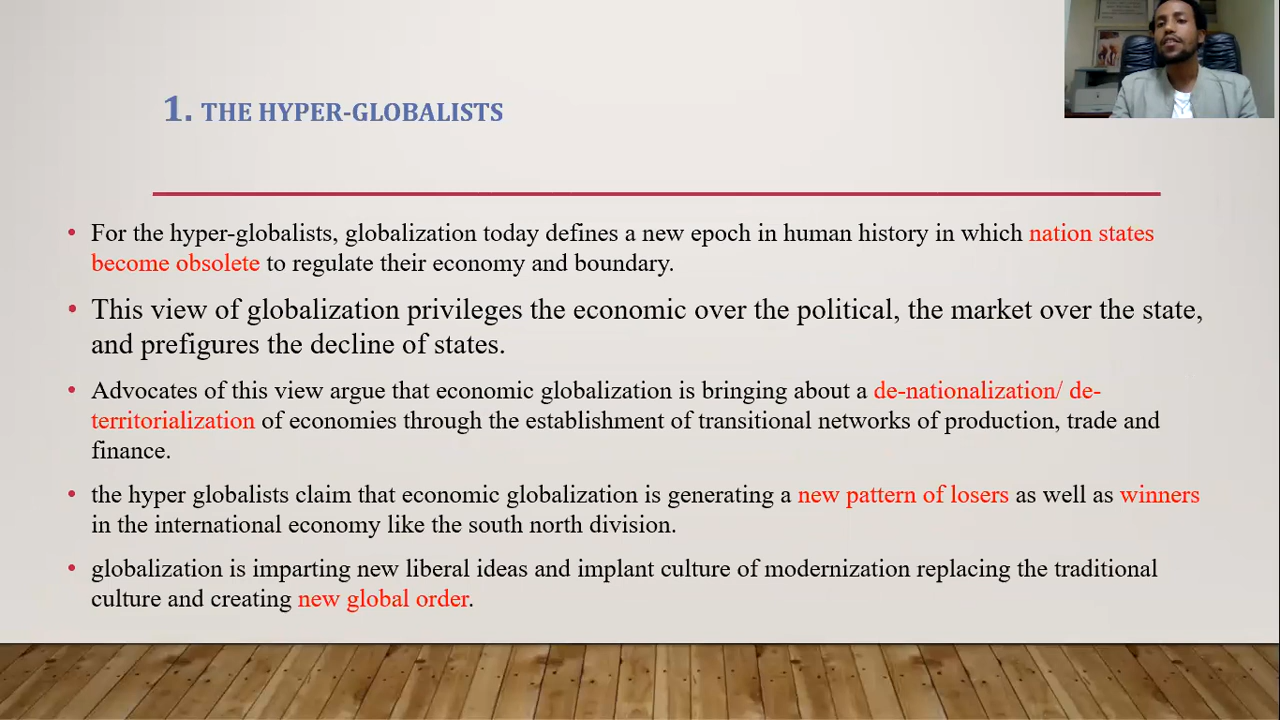 1. THE HYPER-GLOBALISTS
• For the hyper-globalists, globalization today defines a new epoch in human history in which nation states
become obsolete to regulate their economy and boundary.
• This view of globalization privileges the economic over the political, the market over the state,
and prefigures the decline of states.
• Advocates of this view argue that economic globalization is bringing about a de-nationalization/ de-
territorialization of economies through the establishment of transitional networks of production, trade and
finance.
• the hyper globalists claim that economic globalization is generating a new pattern of losers as well as winners
in the international economy like the south north division.
• globalization is imparting new liberal ideas and implant culture of modernization replacing the traditional
culture and creating new global order.